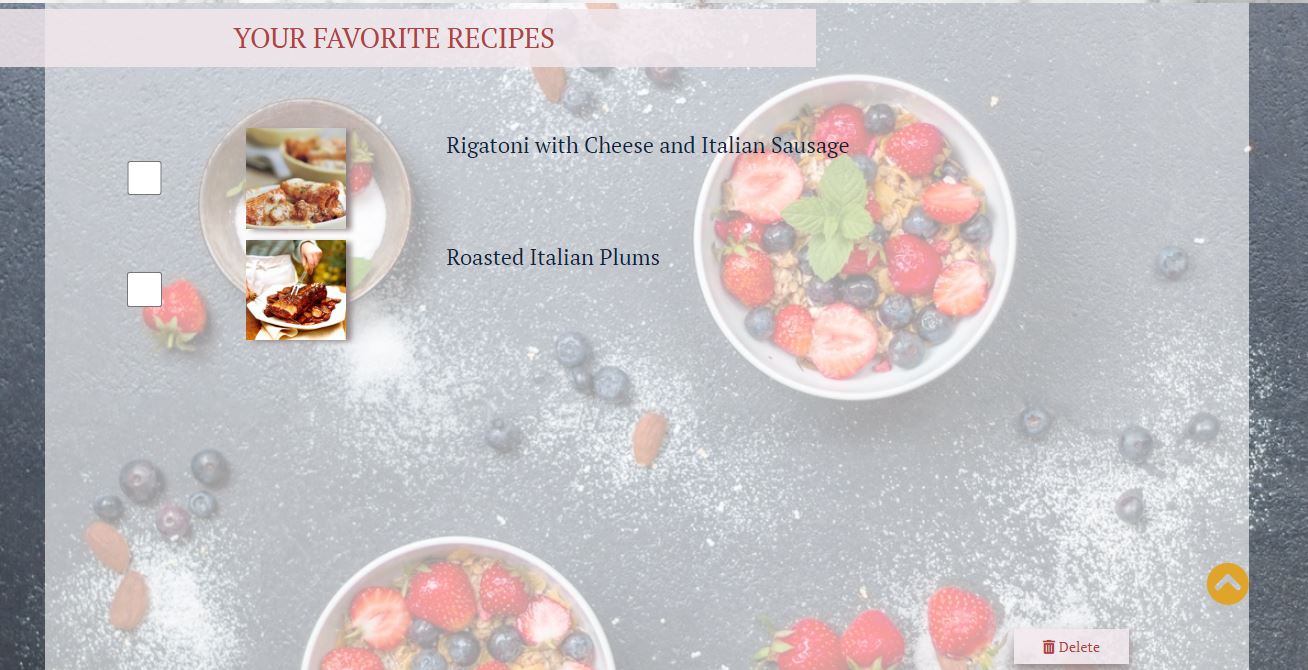 YOUR FAVORITE RECIPES
Rigatoni with Cheese and Italian Sausage
Roasted Italian Plums
Delete